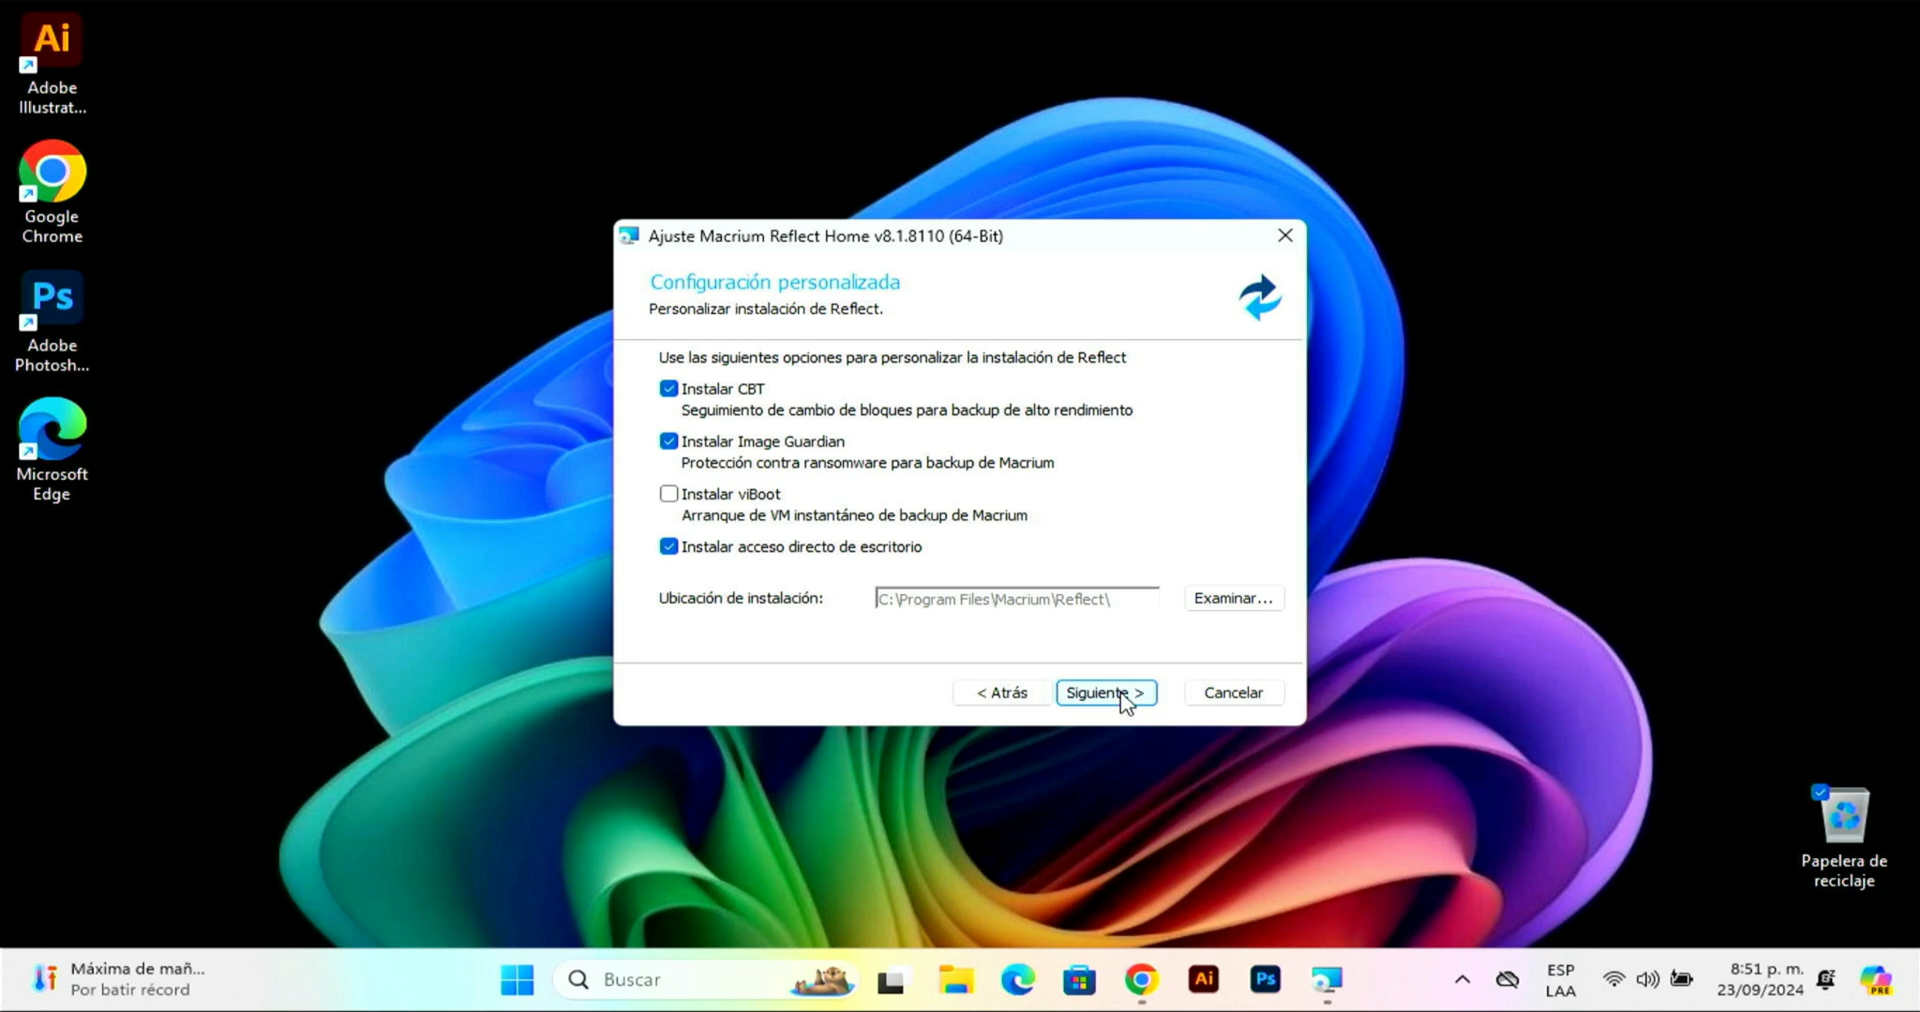 Ai
Adobe
Illustrat...
Google
Chrome
Ps
Adobe
Photosh...
Microsoft
Edge
Ajuste Macrium Reflect Home v8.1.8110 (64-Bit)
Configuración personalizada
Personalizar instalación de Reflect.
Use las siguientes opciones para personalizar la instalación de Reflect
Instalar CBT
Seguimiento de cambio de bloques para backup de alto rendimiento
Instalar Image Guardian
Protección contra ransomware para backup de Macrium
Instalar viBoot
Arranque de VM instantáneo de backup de Macrium
Instalar acceso directo de escritorio
Ubicación de instalación: C:\Program Files\Macrium\Reflect\ Examinar...
< Atrás Siguiente > Cancelar
Papelera de
reciclaje
Máxima de mañ...
Por batir récord
Buscar
Ai
Ps
ESP
LAA
8:51 p. m.
23/09/2024
PRE